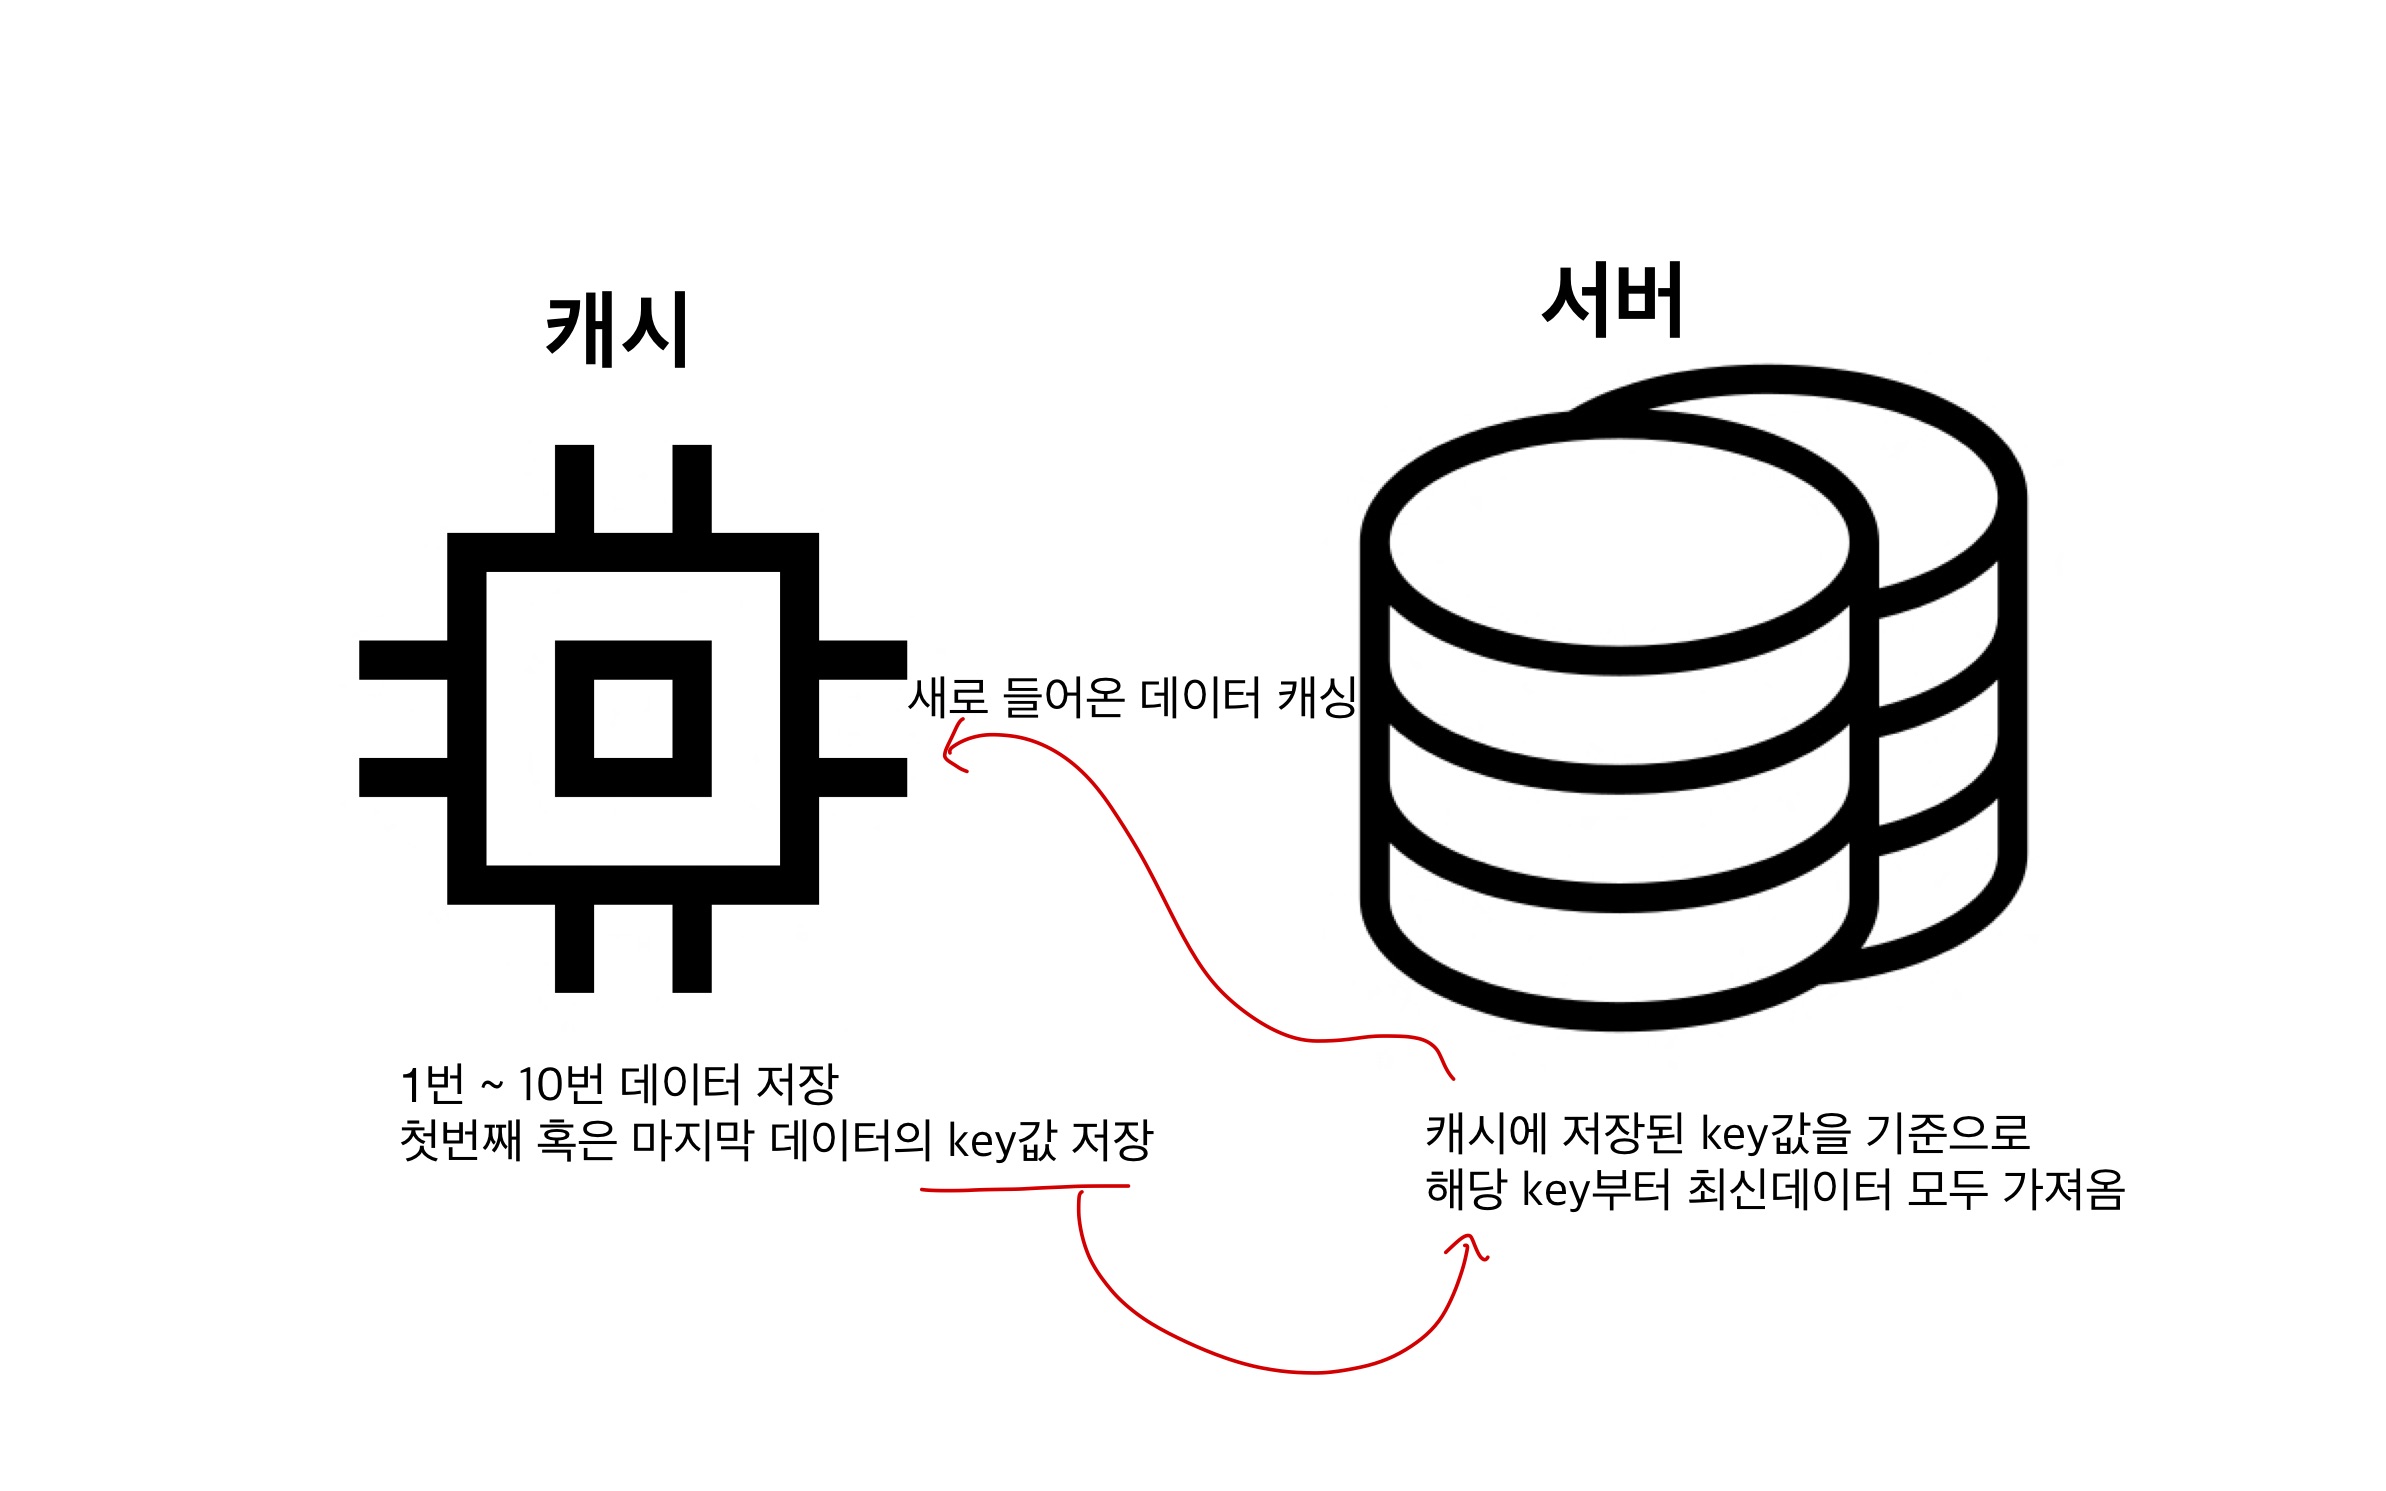 캐시
서버
새로 들어온 데이터 캐싱
1번 ~ 10번 데이터 저장
첫번째 혹은 마지막 데이터의 key값 저장
캐시에 저장된 key값을 기준으로
해당 key부터 최신데이터 모두 가져옴